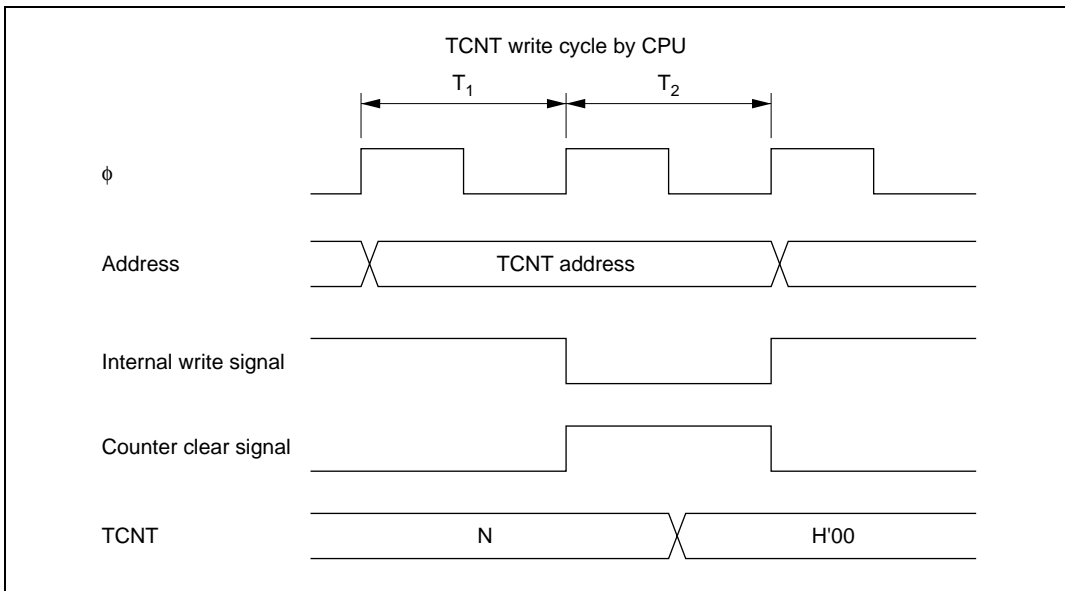 TCNT write cycle by CPU
T1 T2
ϕ
Address TCNT address
Internal write signal
Counter clear signal
TCNT N H'00